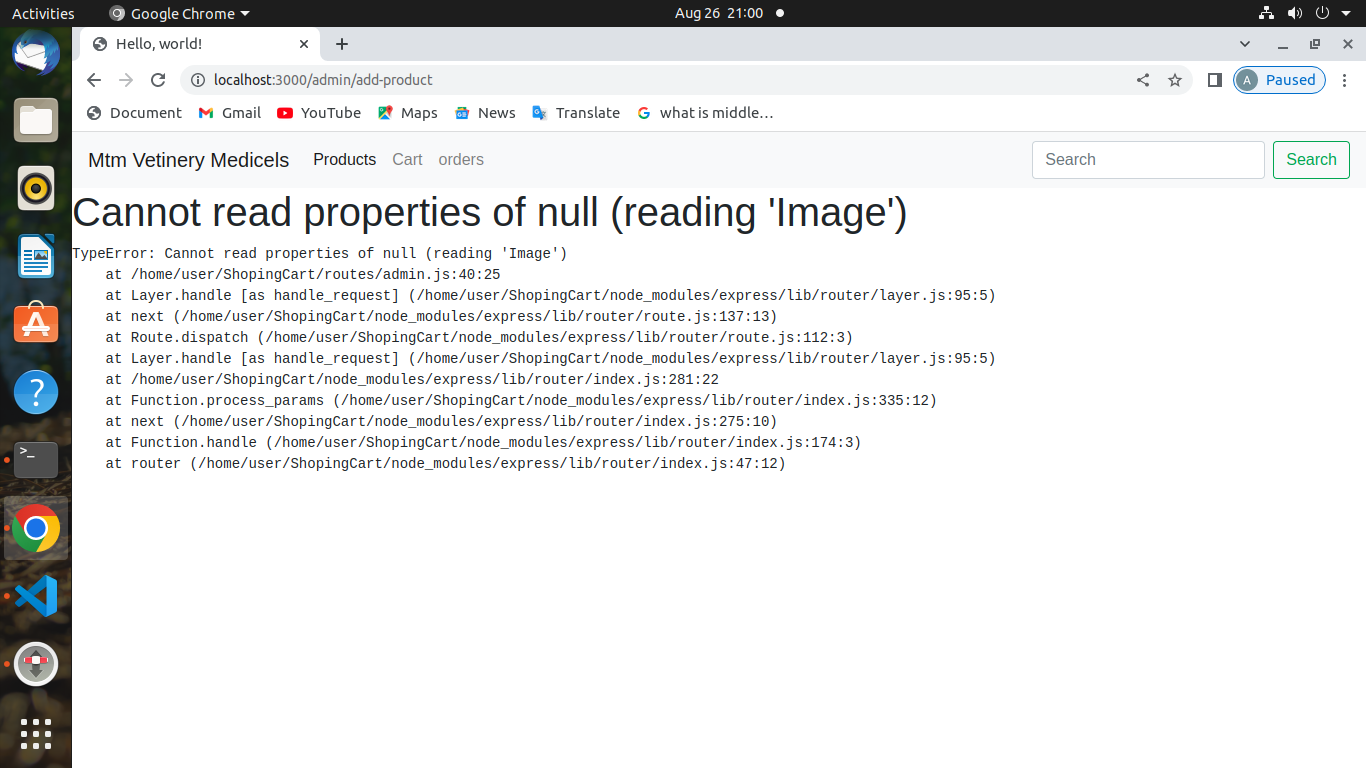 Activities Google Chrome Aug 26 21:00
Hello, world!
localhost:3000/admin/add-product A Paused
Document Gmail YouTube Maps News Translate what is middle…
Mtm Vetinery Medicels Products Cart orders Search Search
Cannot read properties of null (reading 'Image')
TypeError: Cannot read properties of null (reading 'Image')
    at /home/user/ShopingCart/routes/admin.js:40:25
    at Layer.handle [as handle_request] (/home/user/ShopingCart/node_modules/express/lib/router/layer.js:95:5)
    at next (/home/user/ShopingCart/node_modules/express/lib/router/route.js:137:13)
    at Route.dispatch (/home/user/ShopingCart/node_modules/express/lib/router/route.js:112:3)
    at Layer.handle [as handle_request] (/home/user/ShopingCart/node_modules/express/lib/router/layer.js:95:5)
    at /home/user/ShopingCart/node_modules/express/lib/router/index.js:281:22
    at Function.process_params (/home/user/ShopingCart/node_modules/express/lib/router/index.js:335:12)
    at next (/home/user/ShopingCart/node_modules/express/lib/router/index.js:275:10)
    at Function.handle (/home/user/ShopingCart/node_modules/express/lib/router/index.js:174:3)
    at router (/home/user/ShopingCart/node_modules/express/lib/router/index.js:47:12)